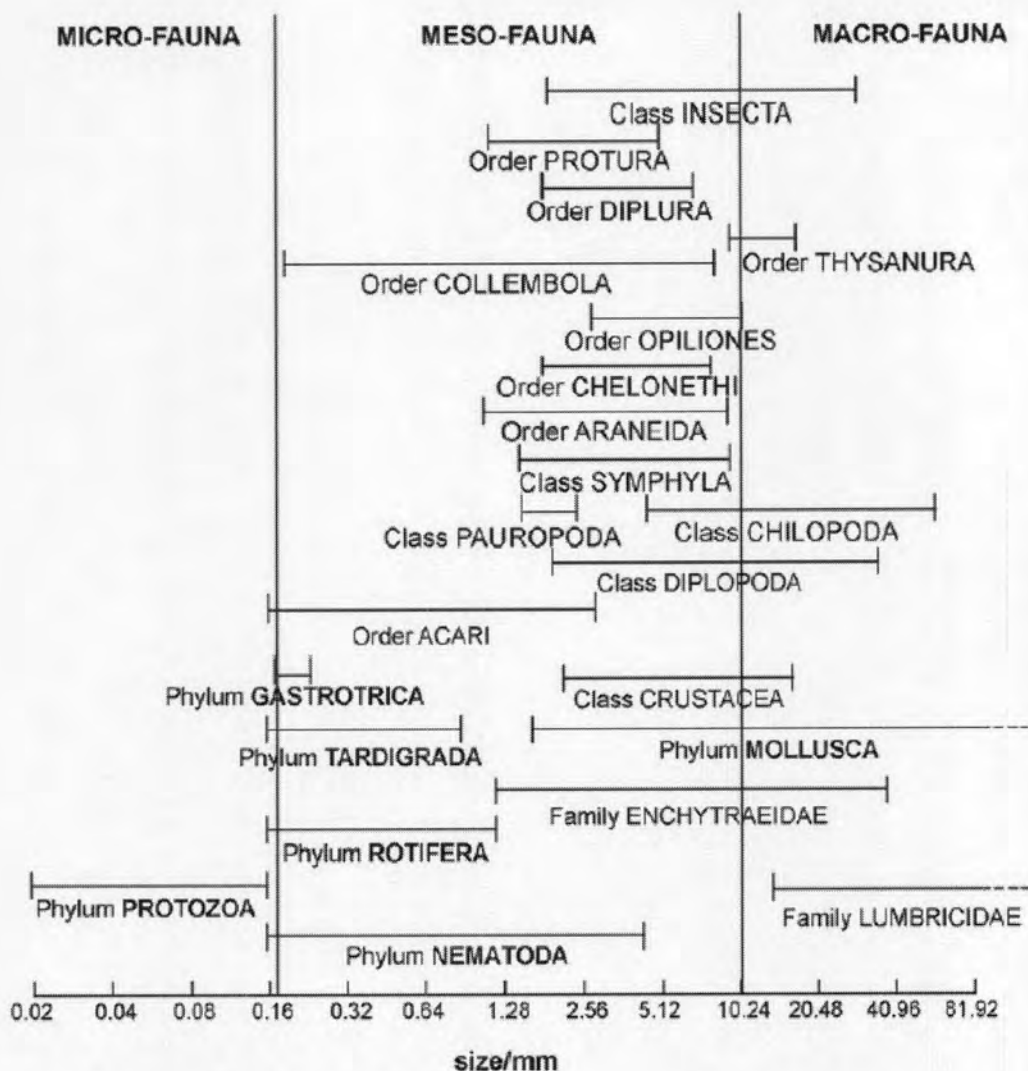 MICRO-FAUNA MESO-FAUNA MACRO-FAUNA
Class INSECTA
Order PROTURA
Order DIPLURA
Order THYSANURA
Order COLLEMBOLA
Order OPILIONES
Order CHELONETHI
Order ARANEIDA
Class SYMPHYLA
Class PAUROPODA Class CHILOPODA
Class DIPLOPODA
Order ACARI
Phylum GASTROTRICA Class CRUSTACEA
Phylum TARDIGRADA Phylum MOLLUSCA
Family ENCHYTRAEIDAE
Phylum ROTIFERA
Phylum PROTOZOA Family LUMBRICIDAE
Phylum NEMATODA
0.02 0.04 0.08 0.16 0.32 0.64 1.28 2.56 5.12 10.24 20.48 40.96 81.92
size/mm